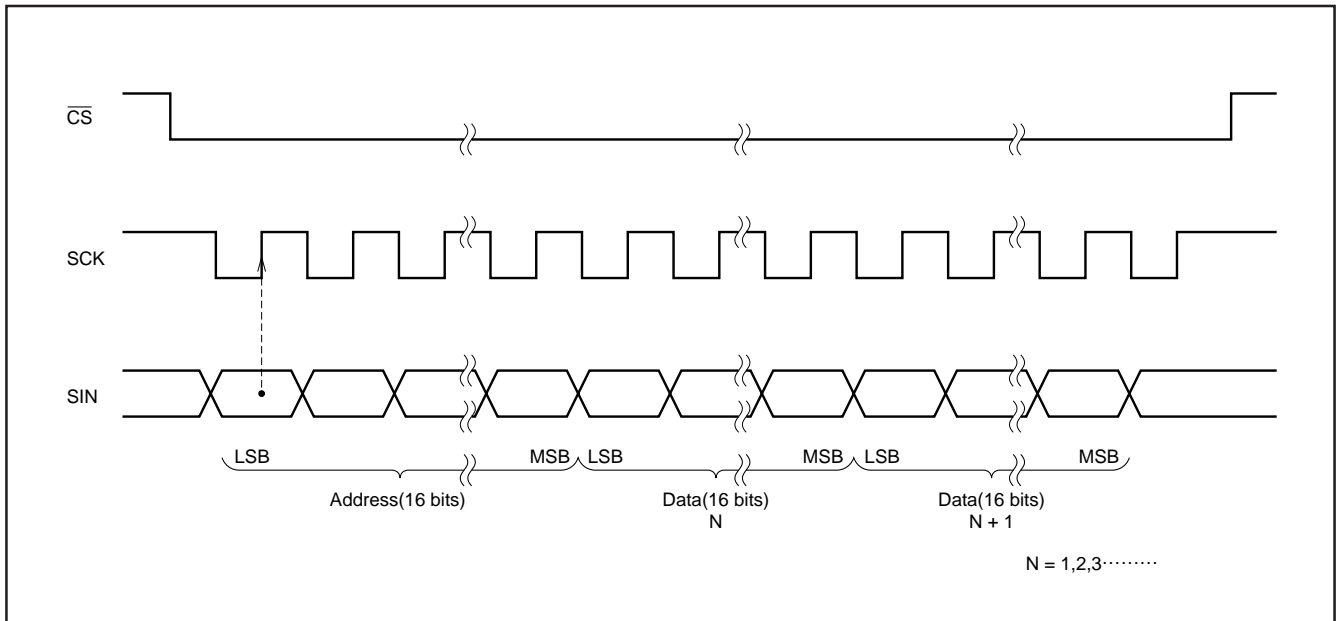 CS
SCK
SIN
LSB MSB LSB MSB LSB MSB
Address(16 bits) Data(16 bits) Data(16 bits)
N N + 1
N = 1,2,3·········